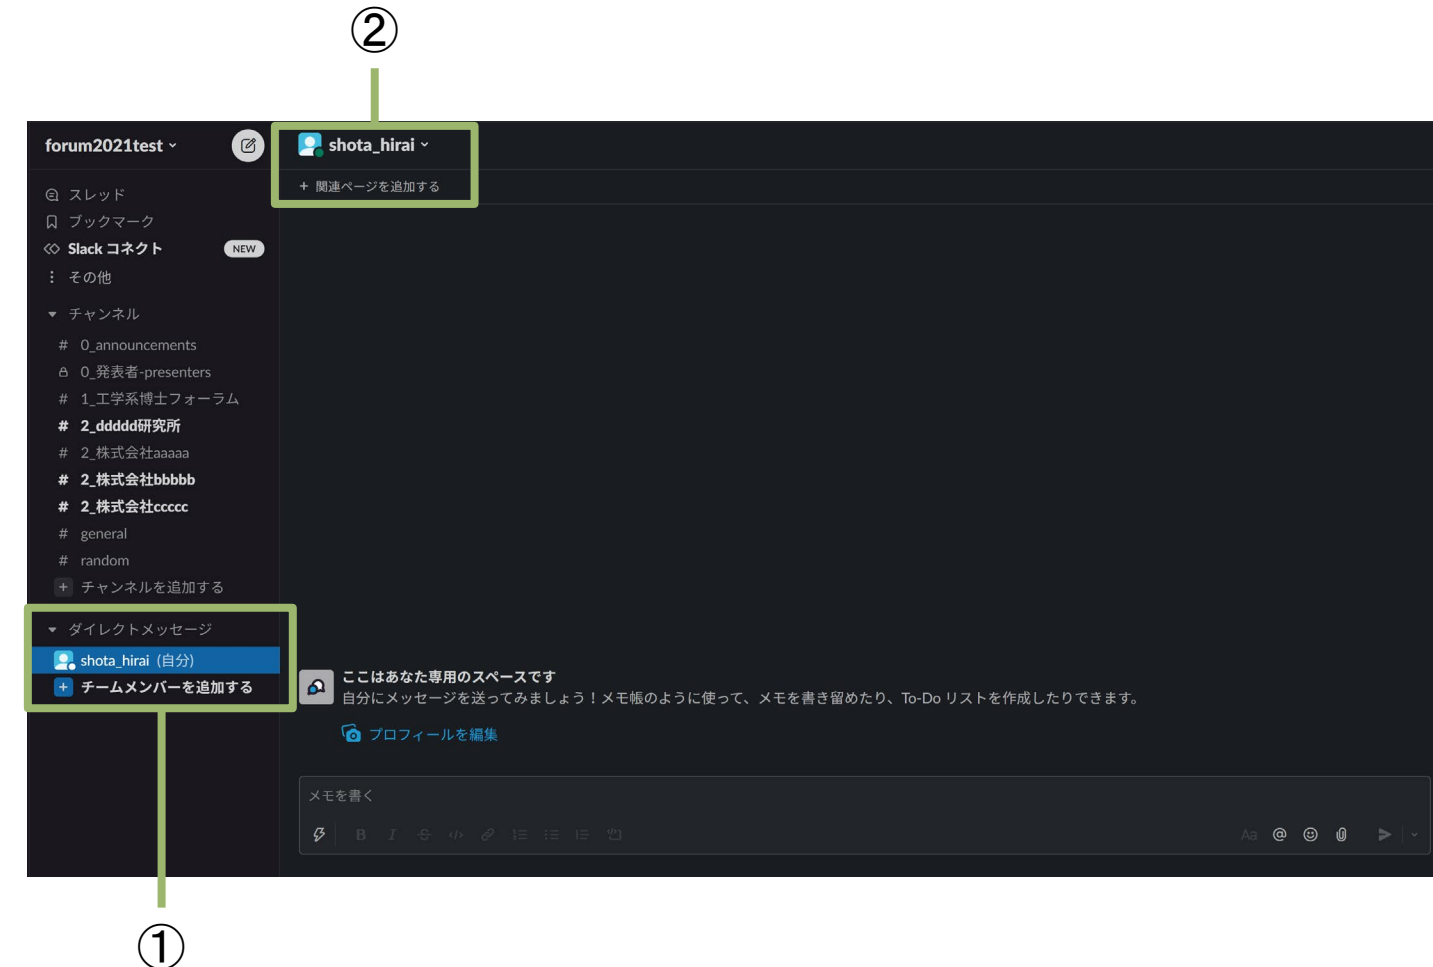 ②
forum2021test
スレッド
ブックマーク
Slack コネクト NEW
その他
チャンネル
# 0_announcements
0_発表者-presenters
# 1_工学系博士フォーラム
# 2_ddddd研究所
# 2_株式会社aaaaa
# 2_株式会社bbbbb
# 2_株式会社ccccc
# general
# random
+ チャンネルを追加する
ダイレクトメッセージ
shota_hirai (自分)
+ チームメンバーを追加する
shota_hirai
+ 関連ページを追加する
ここはあなた専用のスペースです
自分にメッセージを送ってみましょう！メモ帳のように使って、メモを書き留めたり、To-Do リストを作成したりできます。
プロフィールを編集
メモを書く
B I S </> Aa @
①